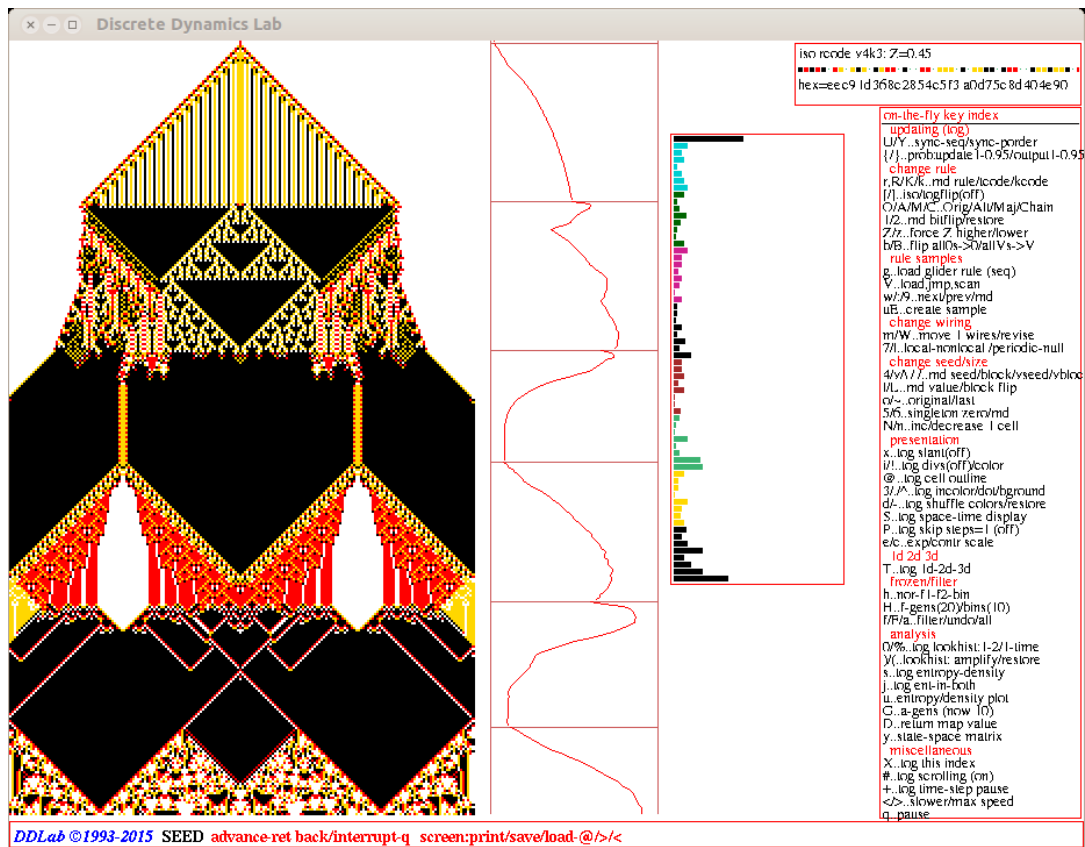 Discrete Dynamics Lab
iso rcode v4k3: Z=0.45
hex=eec91d368c2854c5f3a0d75c8d404e90
on-the-fly key index
updating (tog)
U/Y..sync-seq/sync-porder
{/}..prob:update1-0.95/output1-0.95
change rule
r,R/K/k..rnd rule/tcode/kcode
[/]..iso/togflip(off)
O/A/M/C..Orig/Alt/Maj/Chain
1/2..rnd bitflip/restore
Z/z..force Z higher/lower
b/B..flip all0s->0/allVs->V
rule samples
g..load glider rule (seq)
V..load,jmp,scan
w/:/9..next/prev/rnd
uE..create sample
change wiring
m/W..move 1 wires/revise
7/l..local-nonlocal /periodic-null
change seed/size
rnd seed/block/vseed/vbloc
l/L..rnd value/block flip
o/~..original/last
5/6..singleton zero/rnd
N/n..inc/decrease 1 cell
presentation
x..tog slant(off)
i/!..tog divs(off)/color
@..tog cell outline
3/./^..tog incolor/dot/bground
d/-..tog shuffle colors/restore
S..tog space-time display
P..tog skip steps=1 (off)
e/c..exp/contr scale
1d 2d 3d
T..tog 1d-2d-3d
frozen/filter
h..nor-f1-f2-bin
H..f-gens(20)/bins(10)
f/F/a..filter/undo/all
analysis
0/%..tog lookhist: 1-2/1-time
)/(..lookhist: amplify/restore
s..tog entropy-density
j..tog ent-in-both
u..entropy/density plot
G..a-gens (now 10)
D..return map value
y..state-space matrix
miscellaneous
X..tog this index
#..tog scrolling (on)
+..tog time-step pause
</>..slower/max speed
q..pause
DDLab ©1993-2015 SEED advance-ret back/interrupt-q screen:print/save/load-@/>/<